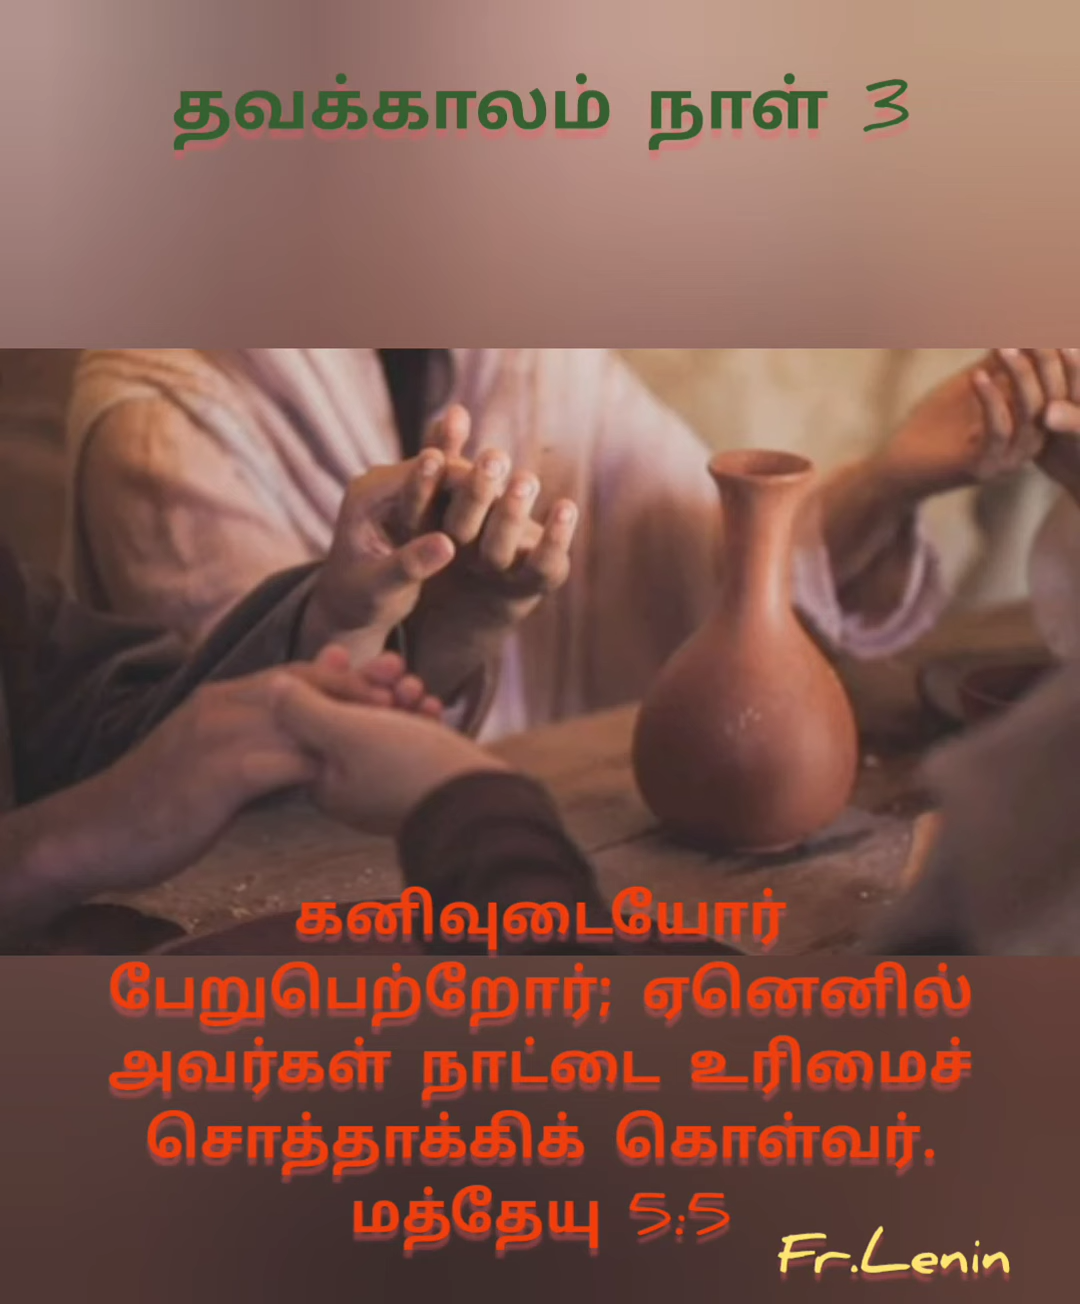 தவக்காலம் நாள் 3
கனிவுடையோர்
பேறுபெற்றோர்; ஏனெனில்
அவர்கள் நாட்டை உரிமைச்
சொத்தாக்கிக் கொள்வர்.
மத்தேயு 5:5
Fr.Lenin